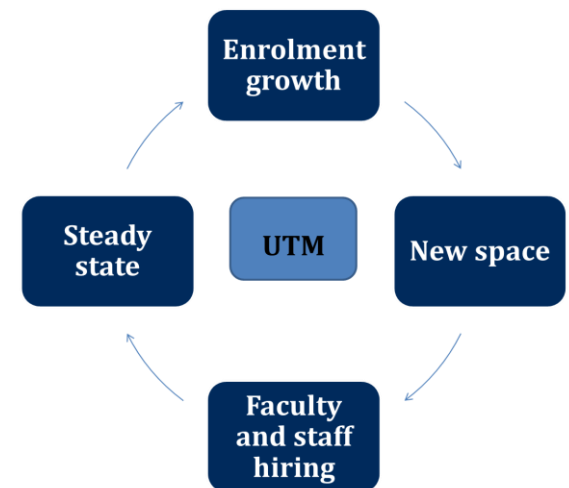 Enrolment
growth
Steady
state
UTM
New space
Faculty
and staff
hiring